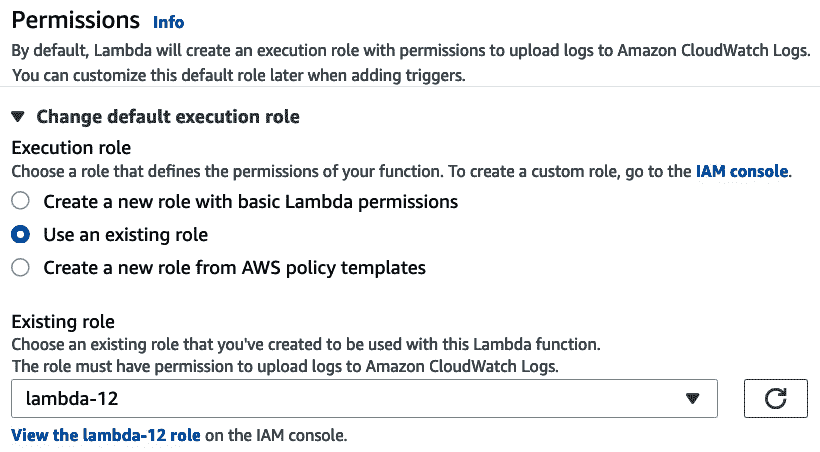 Permissions Info
By default, Lambda will create an execution role with permissions to upload logs to Amazon CloudWatch Logs.
You can customize this default role later when adding triggers.
Change default execution role
Execution role
Choose a role that defines the permissions of your function. To create a custom role, go to the IAM console.
Create a new role with basic Lambda permissions
Use an existing role
Create a new role from AWS policy templates
Existing role
Choose an existing role that you've created to be used with this Lambda function.
The role must have permission to upload logs to Amazon CloudWatch Logs.
lambda-12
View the lambda-12 role on the IAM console.